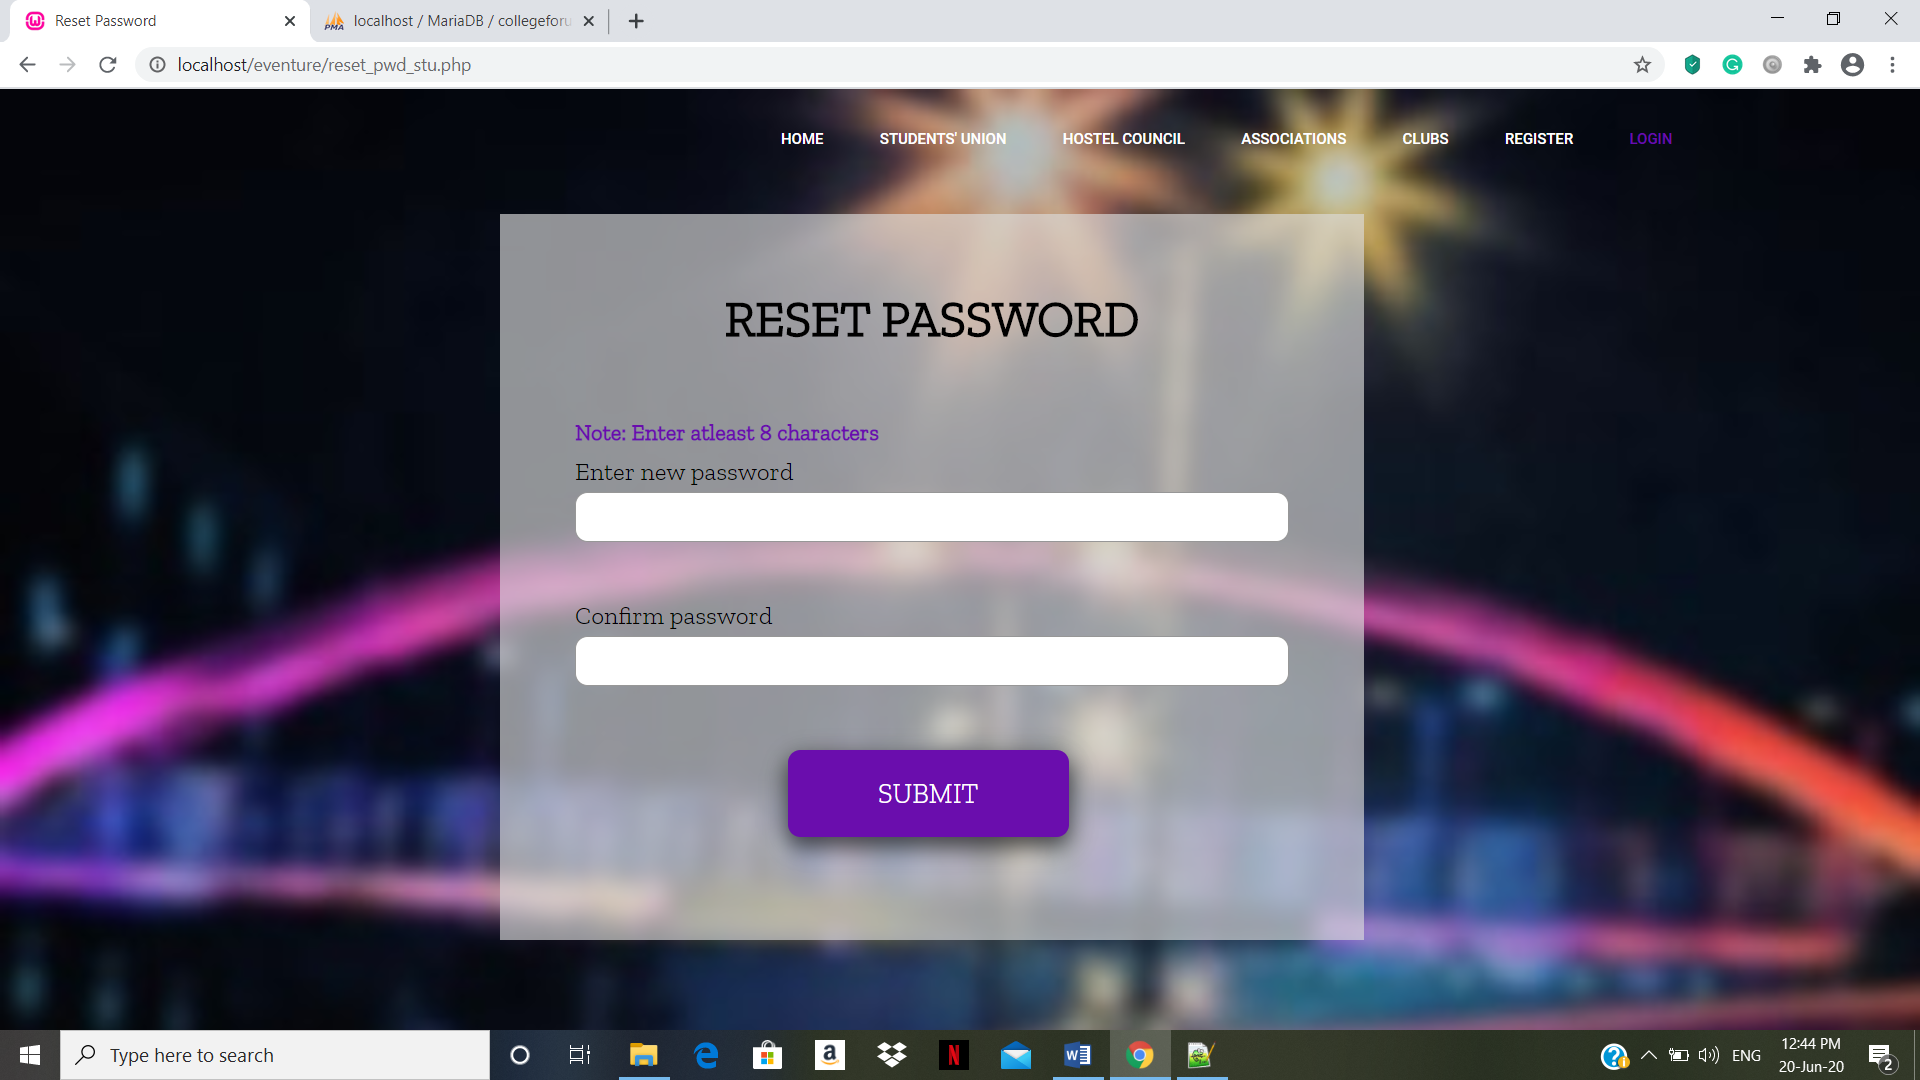 Reset Password
PMA
localhost / MariaDB / collegeforu
localhost/eventure/reset_pwd_stu.php
HOME
STUDENTS' UNION
HOSTEL COUNCIL
ASSOCIATIONS
CLUBS
REGISTER
LOGIN
RESET PASSWORD
Note: Enter atleast 8 characters
Enter new password
Confirm password
SUBMIT
Type here to search
ENG
12:44 PM
20-Jun-20
2